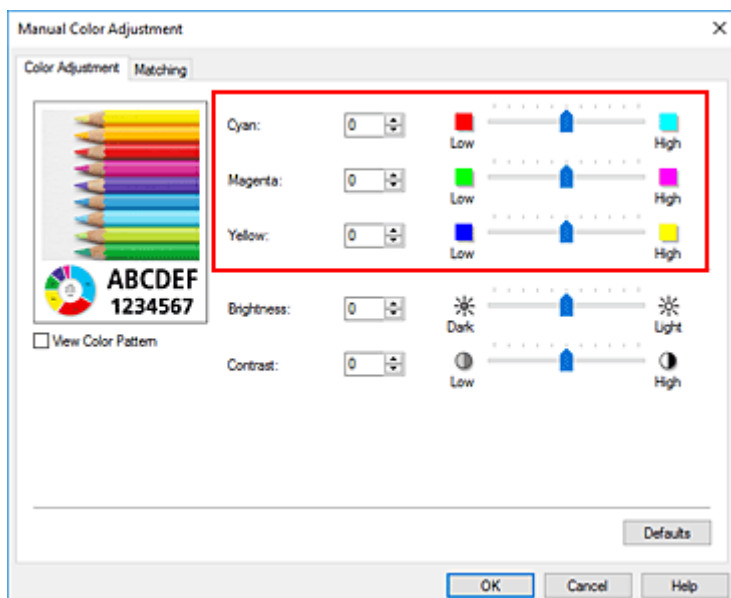 Manual Color Adjustment
Color Adjustment Matching
Cyan: 0 Low High
Magenta: 0 Low High
Yellow: 0 Low High
ABCDEF
1234567
Brightness: 0 Dark Light
View Color Pattern
Contrast: 0 Low High
Defaults
OK Cancel Help